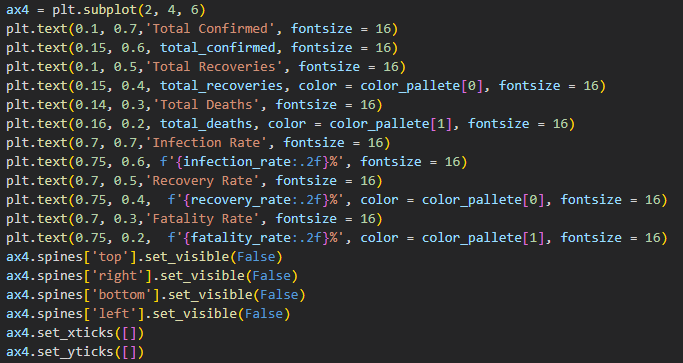 ax4 = plt.subplot(2, 4, 6)
plt.text(0.1, 0.7,'Total Confirmed', fontsize = 16)
plt.text(0.15, 0.6, total_confirmed, fontsize = 16)
plt.text(0.1, 0.5,'Total Recoveries', fontsize = 16)
plt.text(0.15, 0.4, total_recoveries, color = color_pallete[0], fontsize = 16)
plt.text(0.14, 0.3,'Total Deaths', fontsize = 16)
plt.text(0.16, 0.2, total_deaths, color = color_pallete[1], fontsize = 16)
plt.text(0.7, 0.7,'Infection Rate', fontsize = 16)
plt.text(0.75, 0.6, f'{infection_rate:.2f}%', fontsize = 16)
plt.text(0.7, 0.5,'Recovery Rate', fontsize = 16)
plt.text(0.75, 0.4,  f'{recovery_rate:.2f}%', color = color_pallete[0], fontsize = 16)
plt.text(0.7, 0.3,'Fatality Rate', fontsize = 16)
plt.text(0.75, 0.2,  f'{fatality_rate:.2f}%', color = color_pallete[1], fontsize = 16)
ax4.spines['top'].set_visible(False)
ax4.spines['right'].set_visible(False)
ax4.spines['bottom'].set_visible(False)
ax4.spines['left'].set_visible(False)
ax4.set_xticks([])
ax4.set_yticks([])